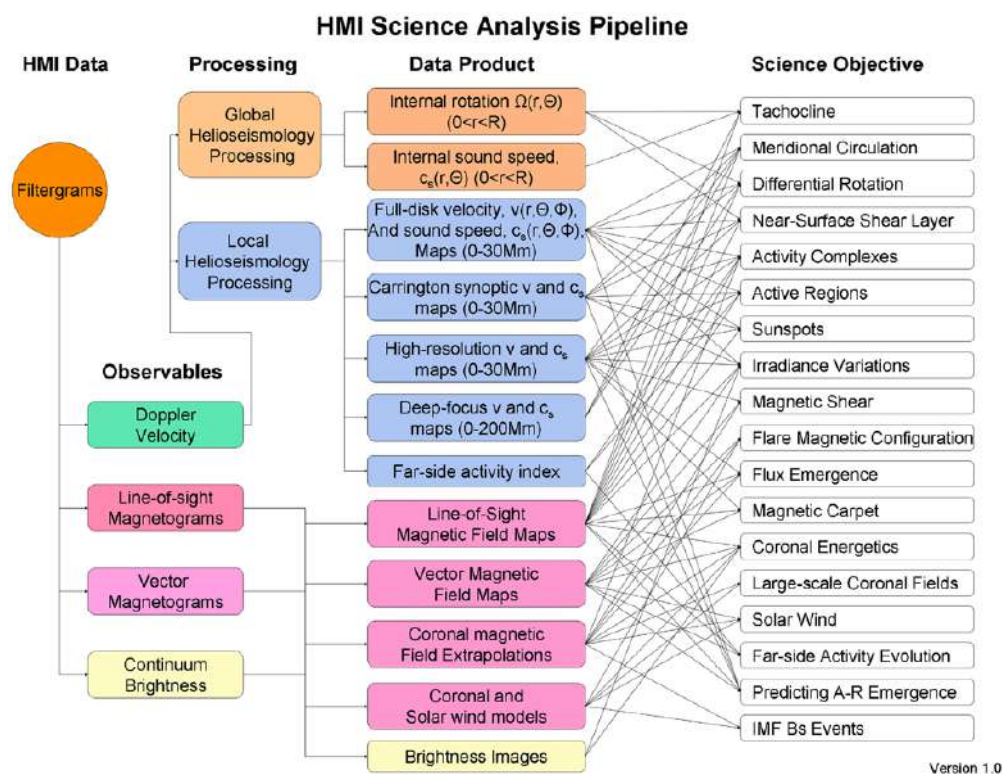 HMI Science Analysis Pipeline
HMI Data
Processing
Data Product
Science Objective
Filtergrams
Global
Helioseismology
Processing
Local
Helioseismology
Processing
Observables
Doppler
Velocity
Line-of-sight
Magnetograms
Vector
Magnetograms
Continuum
Brightness
Internal rotation Ω(r,Θ)
(0<r<R)
Internal sound speed,
cs(r,Θ) (0<r<R)
Full-disk velocity, v(r,Θ,Φ),
And sound speed, cs(r,Θ,Φ),
Maps (0-30Mm)
Carrington synoptic v and cs
maps (0-30Mm)
High-resolution v and cs
maps (0-30Mm)
Deep-focus v and cs
maps (0-200Mm)
Far-side activity index
Line-of-Sight
Magnetic Field Maps
Vector Magnetic
Field Maps
Coronal magnetic
Field Extrapolations
Coronal and
Solar wind models
Brightness Images
Tachocline
Meridional Circulation
Differential Rotation
Near-Surface Shear Layer
Activity Complexes
Active Regions
Sunspots
Irradiance Variations
Magnetic Shear
Flare Magnetic Configuration
Flux Emergence
Magnetic Carpet
Coronal Energetics
Large-scale Coronal Fields
Solar Wind
Far-side Activity Evolution
Predicting A-R Emergence
IMF Bs Events
Version 1.0